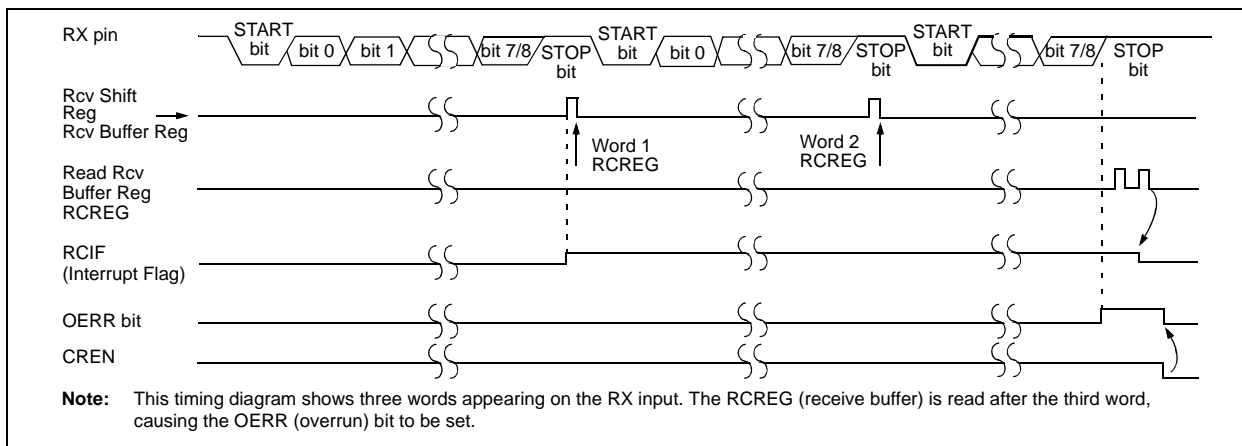 RX pin
START bit
bit 0
bit 1
bit 7/8
STOP bit
START bit
bit 0
bit 7/8
STOP bit
START bit
bit 7/8
STOP bit
Rcv Shift
Reg
Rcv Buffer Reg
Word 1
RCREG
Word 2
RCREG
Read Rcv
Buffer Reg
RCREG
RCIF
(Interrupt Flag)
OERR bit
CREN
Note: This timing diagram shows three words appearing on the RX input. The RCREG (receive buffer) is read after the third word,
causing the OERR (overrun) bit to be set.